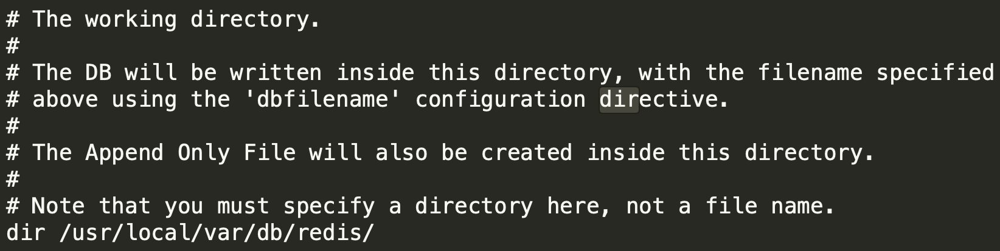 # The working directory.
#
# The DB will be written inside this directory, with the filename specified
# above using the 'dbfilename' configuration directive.
#
# The Append Only File will also be created inside this directory.
#
# Note that you must specify a directory here, not a file name.
dir /usr/local/var/db/redis/